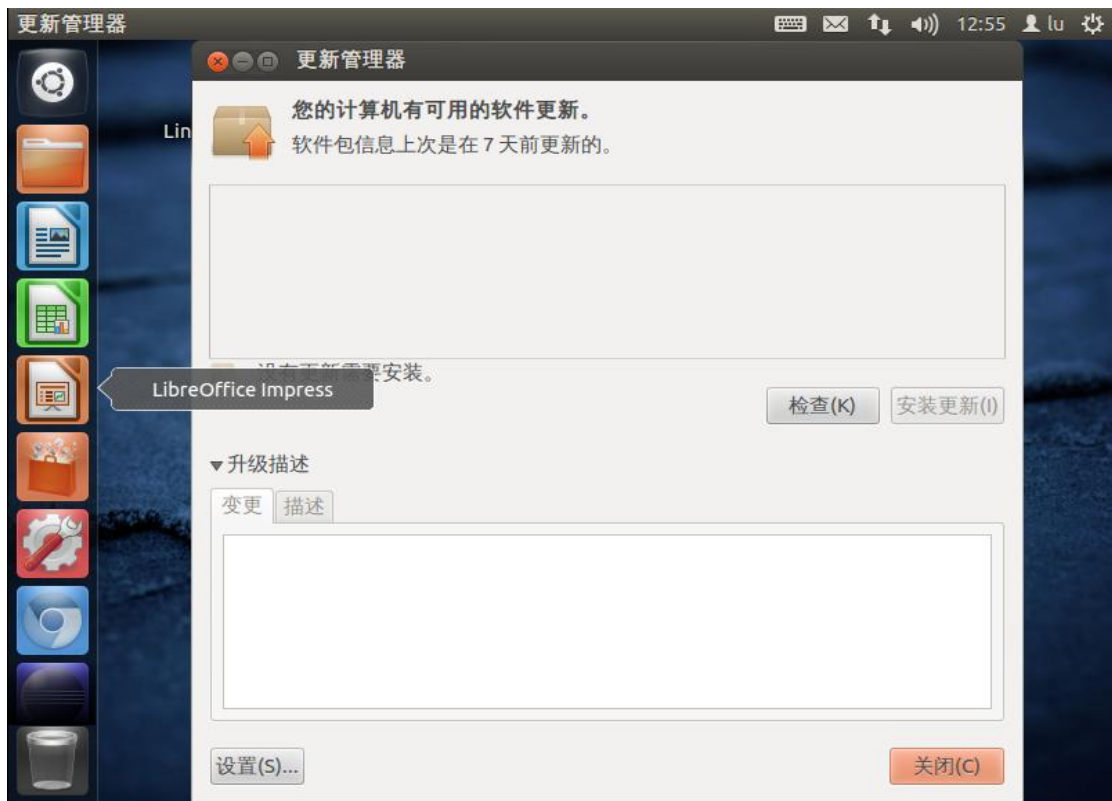 更新管理器
12:55 lu
更新管理器
您的计算机有可用的软件更新。
软件包信息上次是在 7 天前更新的。
Lin
没有更新需要安装。
LibreOffice Impress
检查(K) 安装更新(I)
升级描述
变更 描述
设置(S)... 关闭(C)